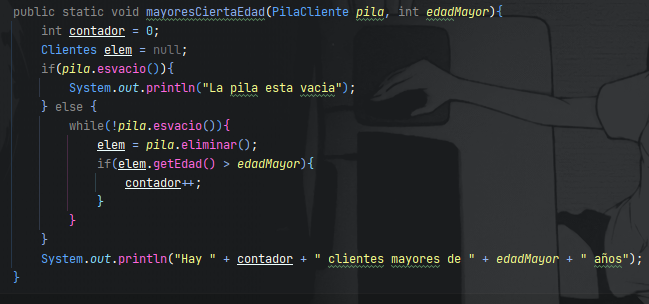 public static void mayoresCiertaEdad(PilaCliente pila, int edadMayor){
    int contador = 0;
    Clientes elem = null;
    if(pila.esvacio()){
        System.out.println("La pila esta vacia");
    } else {
        while(!pila.esvacio()){
            elem = pila.eliminar();
            if(elem.getEdad() > edadMayor){
                contador++;
            }
        }
    }
    System.out.println("Hay " + contador + " clientes mayores de " + edadMayor + " años");
}